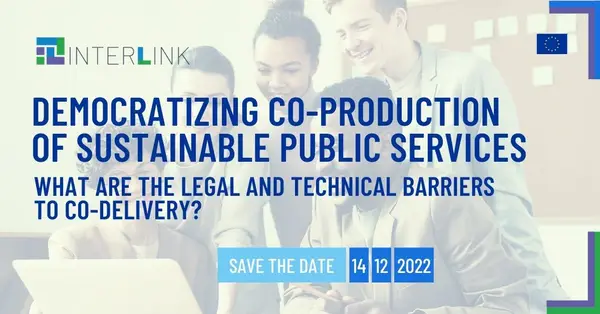 INTERLINK
DEMOCRATIZING CO-PRODUCTION
OF SUSTAINABLE PUBLIC SERVICES
WHAT ARE THE LEGAL AND TECHNICAL BARRIERS
TO CO-DELIVERY?
SAVE THE DATE 14 12 2022